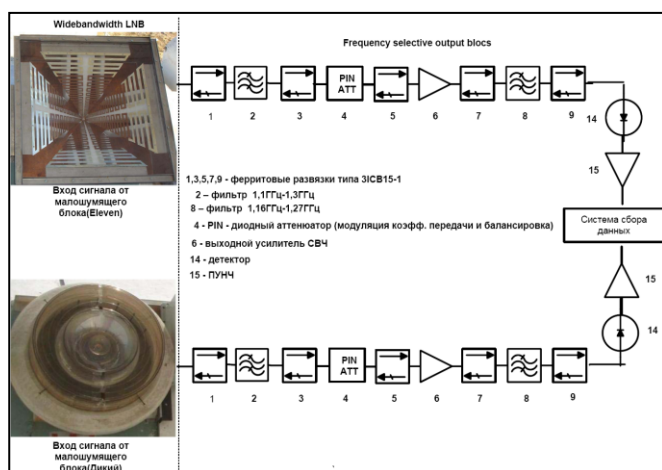 Widebandwidth LNB
Frequency selective output blocs
PIN
ATT
1 2 3 4 5 6 7 8 9
14
15
Вход сигнала от
малошумящего
блока(Eleven)
1,3,5,7,9 - ферритовые развязки типа 3ICB15-1
2 – фильтр 1,1ГГц-1,3ГГц
8 – фильтр 1,16ГГц-1,27ГГц
4 - PIN - диодный аттенюатор (модуляция коэфф. передачи и балансировка)
6 - выходной усилитель СВЧ
14 - детектор
15 - ПУНЧ
Система сбора
данных
15
14
PIN
ATT
1 2 3 4 5 6 7 8 9
Вход сигнала от
малошумящего
блока(Дикий)